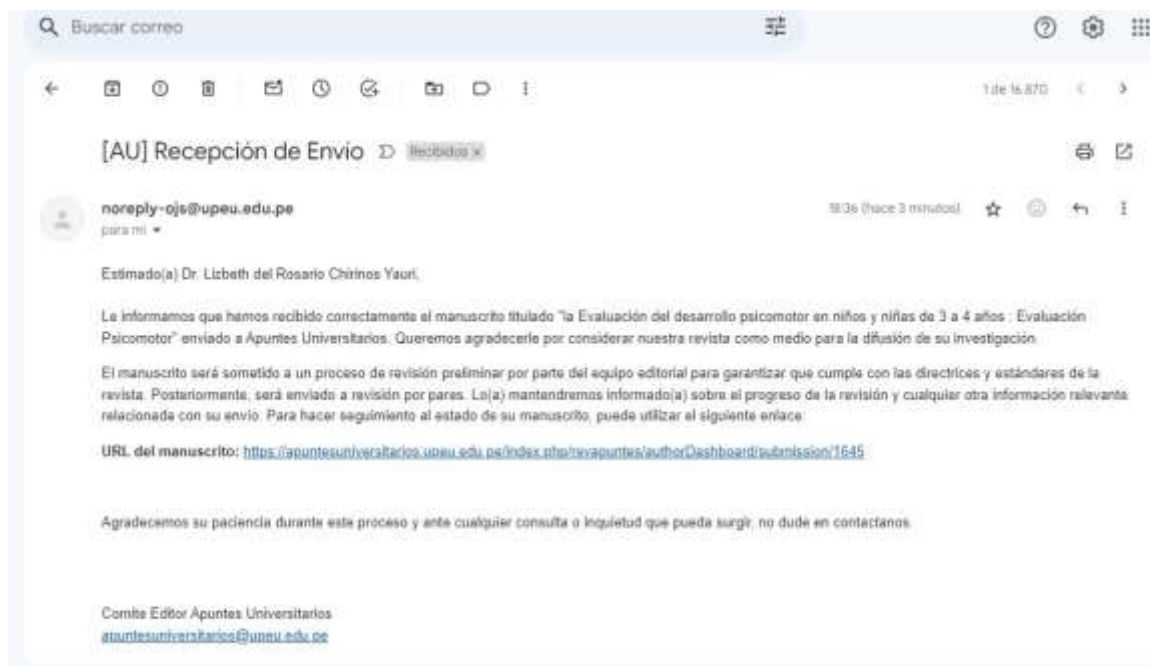 Buscar correo
1 de 16.870
[AU] Recepción de Envío Recibidos x
noreply-ojs@upeu.edu.pe 18:36 (hace 3 minutos)
para mí
Estimado(a) Dr. Lizbeth del Rosario Chirinos Yauri,
Le informamos que hemos recibido correctamente el manuscrito titulado "la Evaluación del desarrollo psicomotor en niños y niñas de 3 a 4 años : Evaluación
Psicomotor" enviado a Apuntes Universitarios. Queremos agradecerle por considerar nuestra revista como medio para la difusión de su investigación.
El manuscrito será sometido a un proceso de revisión preliminar por parte del equipo editorial para garantizar que cumple con las directrices y estándares de la
revista. Posteriormente, será enviado a revisión por pares. Lo(a) mantendremos informado(a) sobre el progreso de la revisión y cualquier otra información relevante
relacionada con su envío. Para hacer seguimiento al estado de su manuscrito, puede utilizar el siguiente enlace:
URL del manuscrito: https://apuntesuniversitarios.upeu.edu.pe/index.php/revapuntes/authorDashboard/submission/1645
Agradecemos su paciencia durante este proceso y ante cualquier consulta o inquietud que pueda surgir, no dude en contactanos.
Comite Editor Apuntes Universitarios
apuntesuniversitarios@upeu.edu.pe